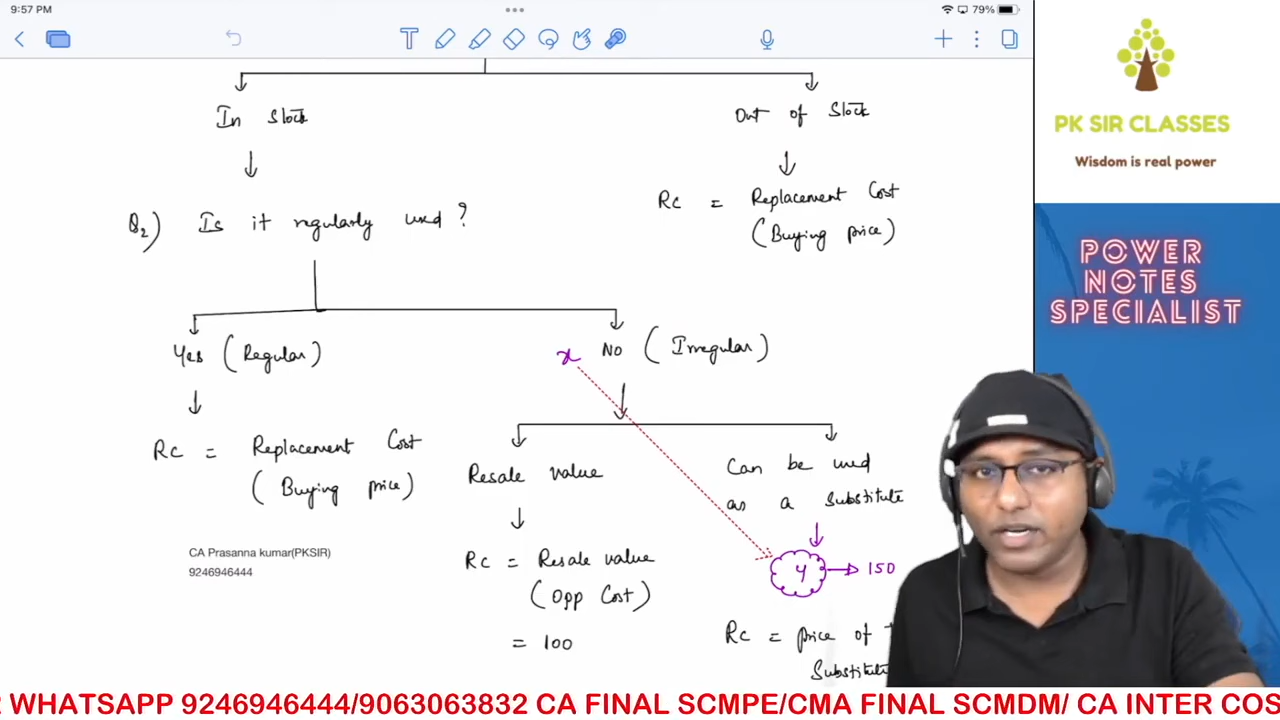 9:57 PM
79%
In Stock
Out of Stock
Q2) Is it regularly used ?
Rc = Replacement Cost
(Buying price)
Yes (Regular)
x No (Irregular)
Rc = Replacement Cost
(Buying price)
Resale value
Can be used
as a Substitute
Rc = Resale value
(Opp Cost)
= 100
Y → 150
Rc = price of
Substitute
CA Prasanna kumar(PKSIR)
9246946444
PK SIR CLASSES
Wisdom is real power
POWER
NOTES
SPECIALIST
WHATSAPP 9246946444/9063063832 CA FINAL SCMPE/CMA FINAL SCMDM/ CA INTER COS